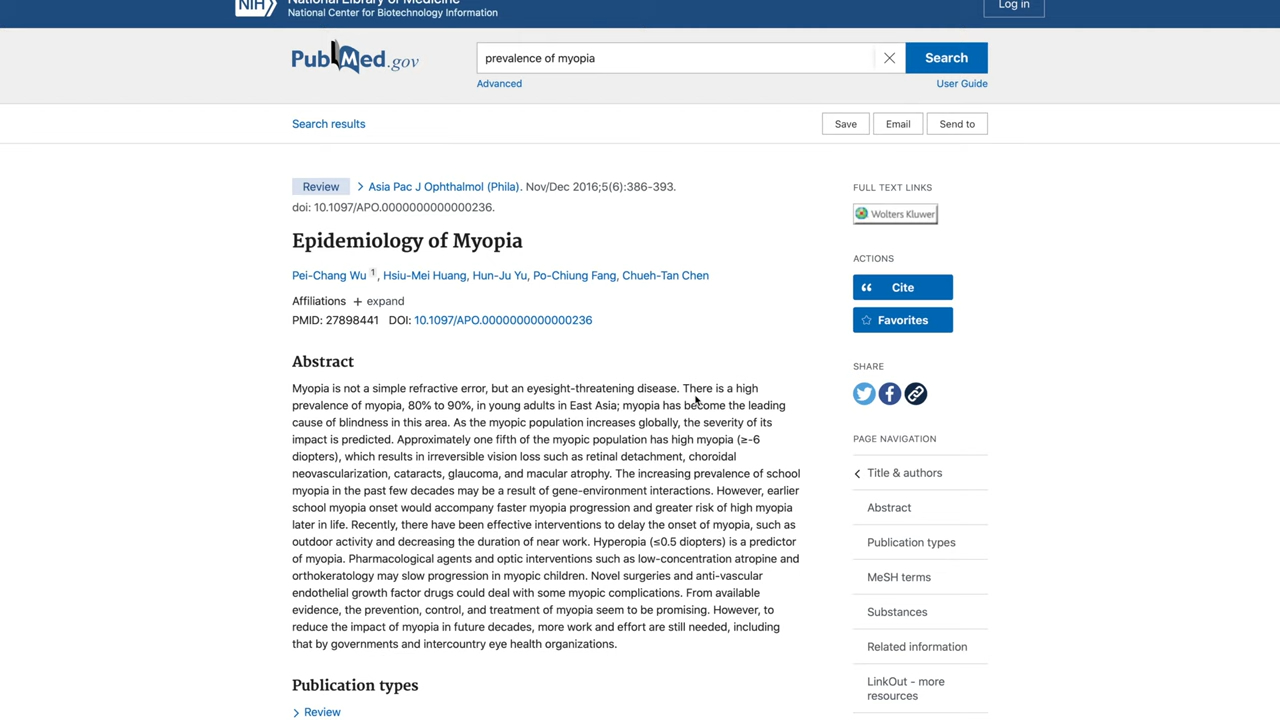 NIH
National Library of Medicine
National Center for Biotechnology Information
Log in
PubMed.gov
prevalence of myopia
Search
Advanced
User Guide
Search results
Save
Email
Send to
Review
Asia Pac J Ophthalmol (Phila). Nov/Dec 2016;5(6):386-393.
doi: 10.1097/APO.0000000000000236.
Epidemiology of Myopia
Pei-Chang Wu 1, Hsiu-Mei Huang, Hun-Ju Yu, Po-Chiung Fang, Chueh-Tan Chen
Affiliations + expand
PMID: 27898441 DOI: 10.1097/APO.0000000000000236
Abstract
Myopia is not a simple refractive error, but an eyesight-threatening disease. There is a high
prevalence of myopia, 80% to 90%, in young adults in East Asia; myopia has become the leading
cause of blindness in this area. As the myopic population increases globally, the severity of its
impact is predicted. Approximately one fifth of the myopic population has high myopia (≥-6
diopters), which results in irreversible vision loss such as retinal detachment, choroidal
neovascularization, cataracts, glaucoma, and macular atrophy. The increasing prevalence of school
myopia in the past few decades may be a result of gene-environment interactions. However, earlier
school myopia onset would accompany faster myopia progression and greater risk of high myopia
later in life. Recently, there have been effective interventions to delay the onset of myopia, such as
outdoor activity and decreasing the duration of near work. Hyperopia (≤0.5 diopters) is a predictor
of myopia. Pharmacological agents and optic interventions such as low-concentration atropine and
orthokeratology may slow progression in myopic children. Novel surgeries and anti-vascular
endothelial growth factor drugs could deal with some myopic complications. From available
evidence, the prevention, control, and treatment of myopia seem to be promising. However, to
reduce the impact of myopia in future decades, more work and effort are still needed, including
that by governments and intercountry eye health organizations.
Publication types
Review
FULL TEXT LINKS
Wolters Kluwer
ACTIONS
Cite
Favorites
SHARE
PAGE NAVIGATION
Title & authors
Abstract
Publication types
MeSH terms
Substances
Related information
LinkOut - more
resources